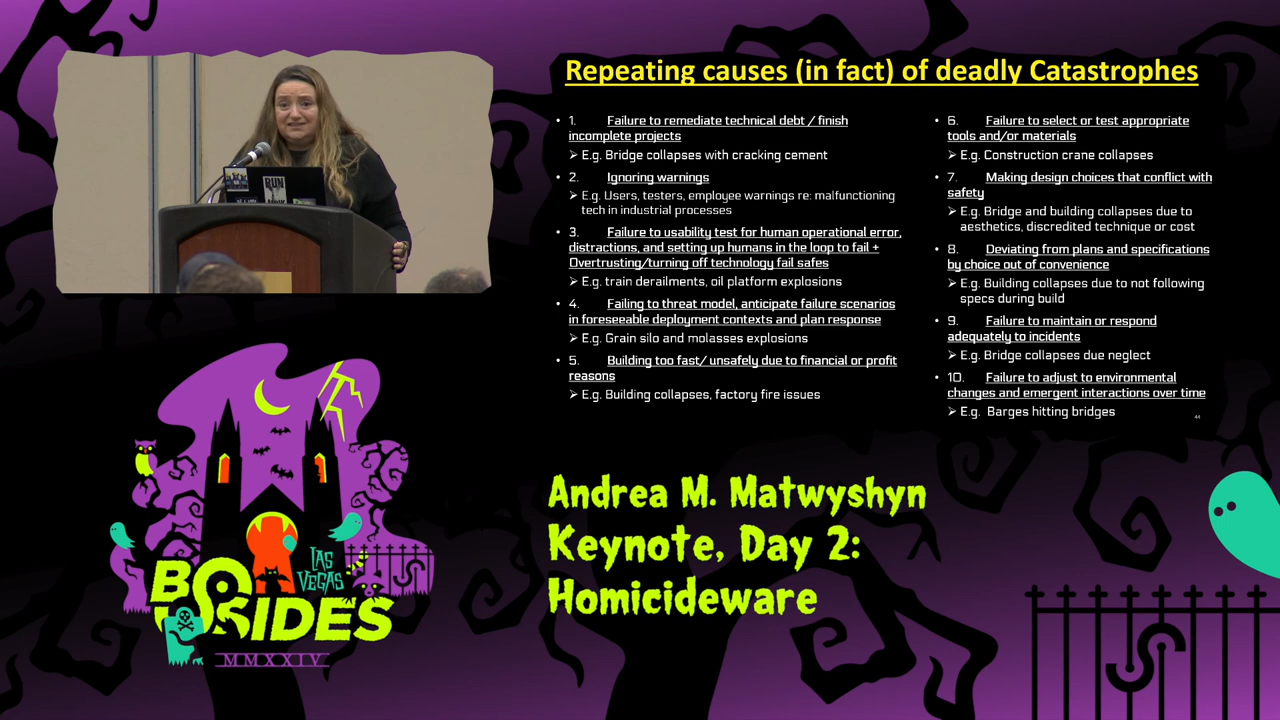 Repeating causes (in fact) of deadly Catastrophes
• 1. Failure to remediate technical debt / finish
incomplete projects
➢ E.g. Bridge collapses with cracking cement
• 2. Ignoring warnings
➢ E.g. Users, testers, employee warnings re: malfunctioning
tech in industrial processes
• 3. Failure to usability test for human operational error,
distractions, and setting up humans in the loop to fail +
Overtrusting/turning off technology fail safes
➢ E.g. train derailments, oil platform explosions
• 4. Failing to threat model, anticipate failure scenarios
in foreseeable deployment contexts and plan response
➢ E.g. Grain silo and molasses explosions
• 5. Building too fast/ unsafely due to financial or profit
reasons
➢ E.g. Building collapses, factory fire issues
• 6. Failure to select or test appropriate
tools and/or materials
➢ E.g. Construction crane collapses
• 7. Making design choices that conflict with
safety
➢ E.g. Bridge and building collapses due to
aesthetics, discredited technique or cost
• 8. Deviating from plans and specifications
by choice out of convenience
➢ E.g. Building collapses due to not following
specs during build
• 9. Failure to maintain or respond
adequately to incidents
➢ E.g. Bridge collapses due neglect
• 10. Failure to adjust to environmental
changes and emergent interactions over time
➢ E.g. Barges hitting bridges
44
RUN
Andrea M. Matwyshyn
Keynote, Day 2:
Homicideware
LAS
VEGAS
BSIDES
MMXXIV